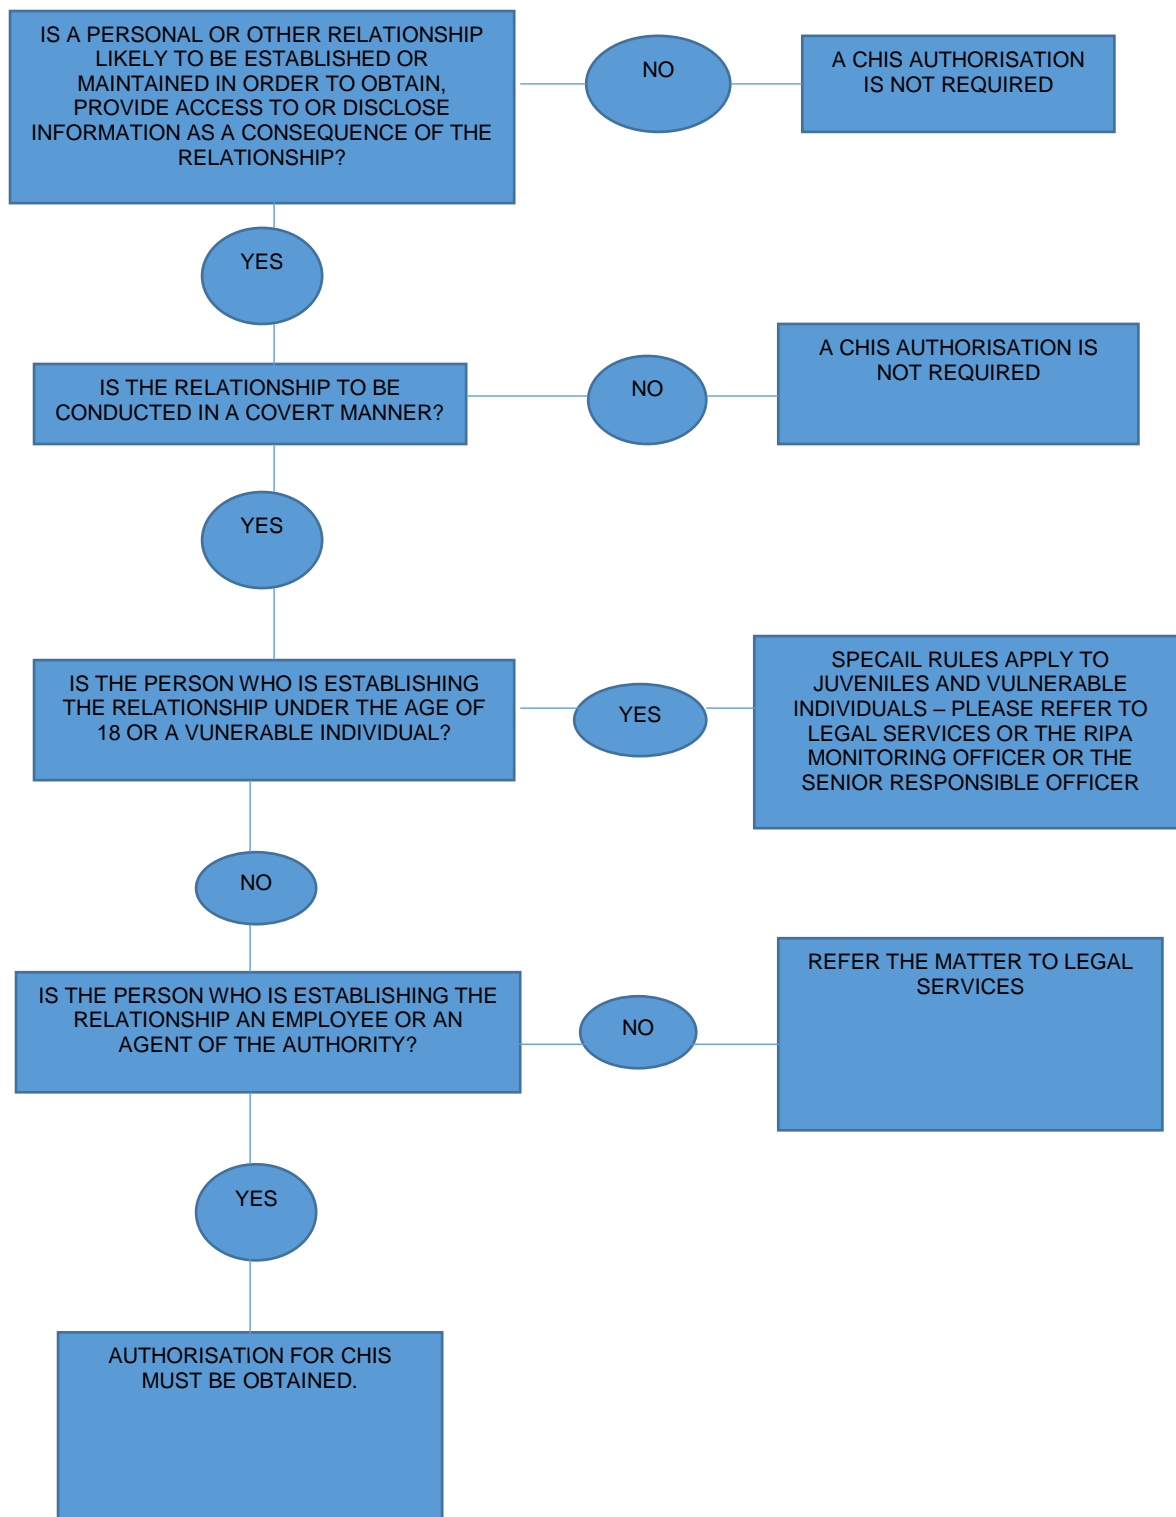 IS A PERSONAL OR OTHER RELATIONSHIP
LIKELY TO BE ESTABLISHED OR
MAINTAINED IN ORDER TO OBTAIN,
PROVIDE ACCESS TO OR DISCLOSE
INFORMATION AS A CONSEQUENCE OF THE
RELATIONSHIP?
NO
A CHIS AUTHORISATION
IS NOT REQUIRED
YES
IS THE RELATIONSHIP TO BE
CONDUCTED IN A COVERT MANNER?
NO
A CHIS AUTHORISATION IS
NOT REQUIRED
YES
IS THE PERSON WHO IS ESTABLISHING
THE RELATIONSHIP UNDER THE AGE OF
18 OR A VUNERABLE INDIVIDUAL?
YES
SPECAIL RULES APPLY TO
JUVENILES AND VULNERABLE
INDIVIDUALS – PLEASE REFER TO
LEGAL SERVICES OR THE RIPA
MONITORING OFFICER OR THE
SENIOR RESPONSIBLE OFFICER
NO
IS THE PERSON WHO IS ESTABLISHING THE
RELATIONSHIP AN EMPLOYEE OR AN
AGENT OF THE AUTHORITY?
NO
REFER THE MATTER TO LEGAL
SERVICES
YES
AUTHORISATION FOR CHIS
MUST BE OBTAINED.